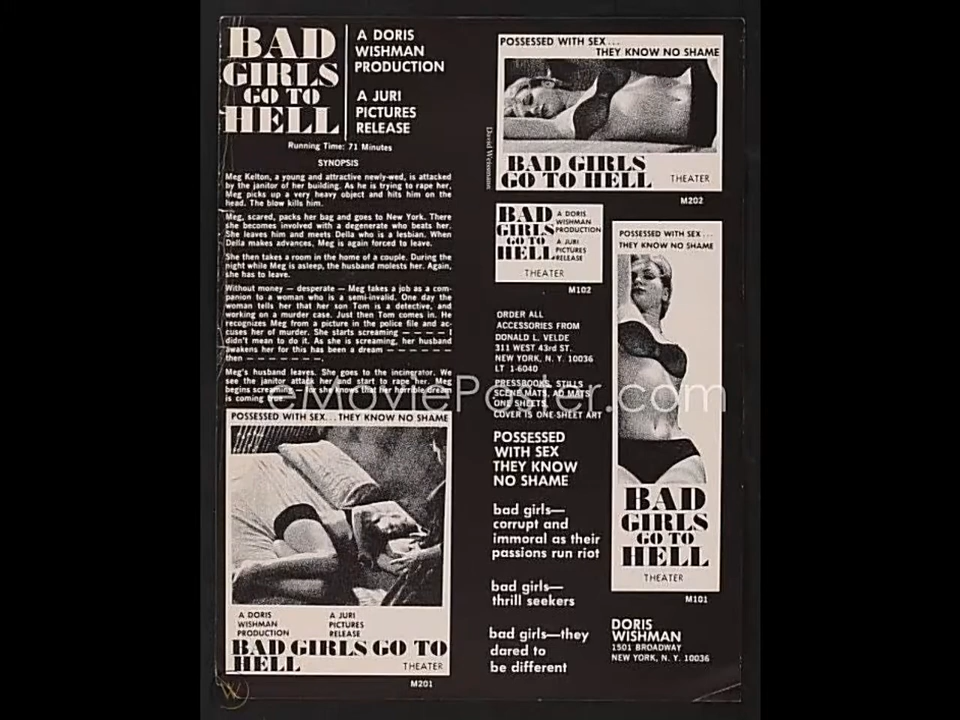 BAD
GIRLS
GO TO
HELL
A DORIS
WISHMAN
PRODUCTION
A JURI
PICTURES
RELEASE
Running Time: 71 Minutes
SYNOPSIS
Meg Kelton, a young and attractive newly-wed, is attacked
by the janitor of her building. As he is trying to rape her,
Meg picks up a very heavy object and hits him on the
head. The blow kills him.
Meg, scared, packs her bag and goes to New York. There
she becomes involved with a degenerate who beats her.
She leaves him and meets Della who is a lesbian. When
Della makes advances, Meg is again forced to leave.
She then takes a room in the home of a couple. During the
night while Meg is asleep, the husband molests her. Again,
she has to leave.
Without money — desperate — Meg takes a job as a com-
panion to a woman who is a semi-invalid. One day the
woman tells her that her son Tom is a detective, and
working on a murder case. Just then Tom comes in. He
recognizes Meg from a picture in the police file and ac-
cuses her of murder. She starts screaming — — — — I
didn't mean to do it. As she is screaming, her husband
awakens her for this has been a dream — — — — —
then — — — — — —.
Meg's husband leaves. She goes to the incinerator. We
see the janitor attack her and start to rape her. Meg
begins screaming — for she knows that her horrible dream
is coming true.
POSSESSED WITH SEX... THEY KNOW NO SHAME
A DORIS
WISHMAN
PRODUCTION
A JURI
PICTURES
RELEASE
BAD GIRLS GO TO
HELL
THEATER
M201
POSSESSED WITH SEX...
THEY KNOW NO SHAME
BAD GIRLS
GO TO HELL
THEATER
M202
BAD
GIRLS
GO TO
HELL
A DORIS
WISHMAN
PRODUCTION
A JURI
PICTURES
RELEASE
THEATER
M102
ORDER ALL
ACCESSORIES FROM
DONALD L. VELDE
311 WEST 43rd ST.
NEW YORK, N. Y. 10036
LT 1-6040
PRESSBOOKS, STILLS
SCENE MATS, AD MATS
ONE SHEETS,
COVER IS ONE SHEET ART
POSSESSED
WITH SEX
THEY KNOW
NO SHAME
bad girls—
corrupt and
immoral as their
passions run riot
bad girls—
thrill seekers
bad girls—they
dared to
be different
POSSESSED WITH SEX...
THEY KNOW NO SHAME
BAD
GIRLS
GO TO
HELL
THEATER
M101
DORIS
WISHMAN
1501 BROADWAY
NEW YORK, N. Y. 10036
eMoviePoster.com